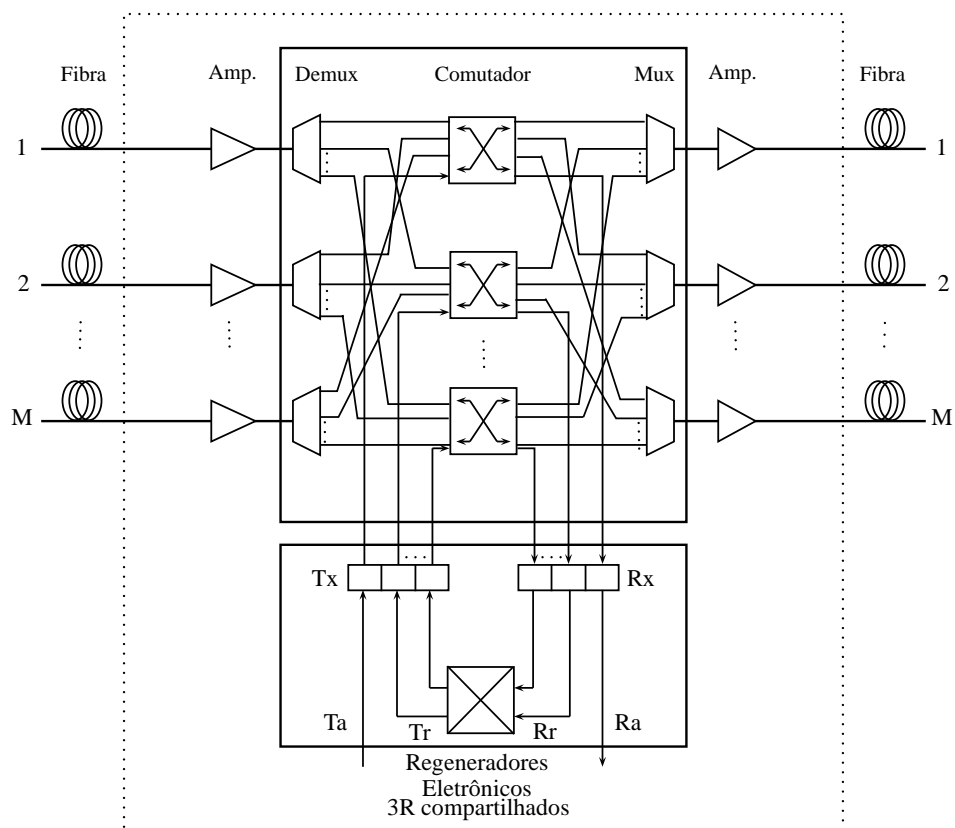 Fibra Amp. Demux Comutador Mux Amp. Fibra
1 1
2 2
M M
Tx Rx
Ta Tr Rr Ra
Regeneradores
Eletrônicos
3R compartilhados